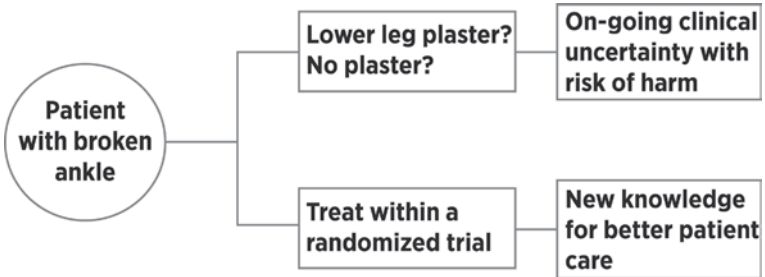 Patient
with broken
ankle
Lower leg plaster?
No plaster?
On-going clinical
uncertainty with
risk of harm
Treat within a
randomized trial
New knowledge
for better patient
care